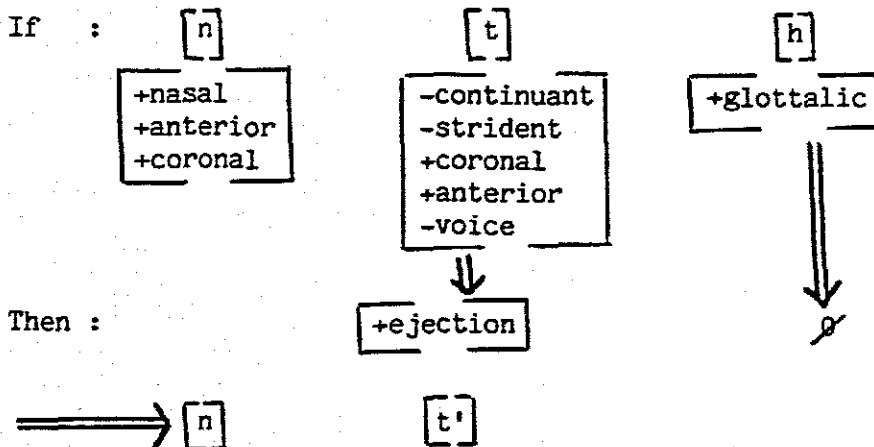 If : [n] [t] [h]
+nasal -continuant +glottalic
+anterior -strident
+coronal +coronal
+anterior
-voice
Then : +ejection ∅
[n] [t']